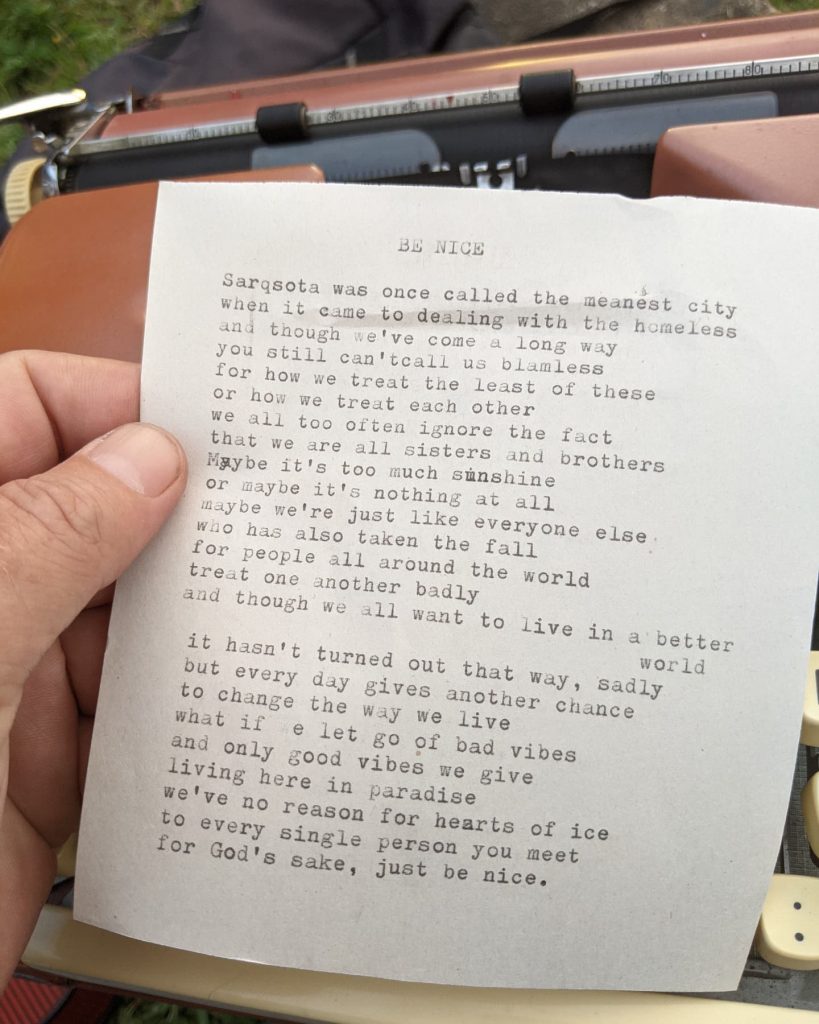 70 80
BE NICE
Sarqsota was once called the meanest city
when it came to dealing with the homeless
and though we've come a long way
you still can'tcall us blamless
for how we treat the least of these
or how we treat each other
we all too often ignore the fact
that we are all sisters and brothers
Maybe it's too much sunshine
or maybe it's nothing at all
maybe we're just like everyone else
who has also taken the fall
for people all around the world
treat one another badly
and though we all want to live in a better
world
it hasn't turned out that way, sadly
but every day gives another chance
to change the way we live
what if e let go of bad vibes
and only good vibes we give
living here in paradise
we've no reason for hearts of ice
to every single person you meet
for God's sake, just be nice.